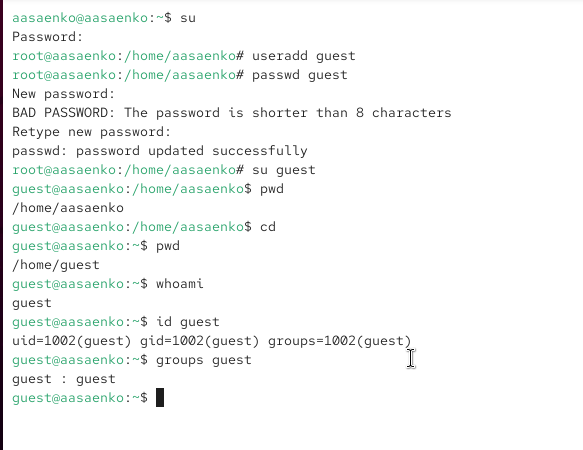 aasaenko@aasaenko:~$ su
Password:
root@aasaenko:/home/aasaenko# useradd guest
root@aasaenko:/home/aasaenko# passwd guest
New password:
BAD PASSWORD: The password is shorter than 8 characters
Retype new password:
passwd: password updated successfully
root@aasaenko:/home/aasaenko# su guest
guest@aasaenko:/home/aasaenko$ pwd
/home/aasaenko
guest@aasaenko:/home/aasaenko$ cd
guest@aasaenko:~$ pwd
/home/guest
guest@aasaenko:~$ whoami
guest
guest@aasaenko:~$ id guest
uid=1002(guest) gid=1002(guest) groups=1002(guest)
guest@aasaenko:~$ groups guest
guest : guest
guest@aasaenko:~$